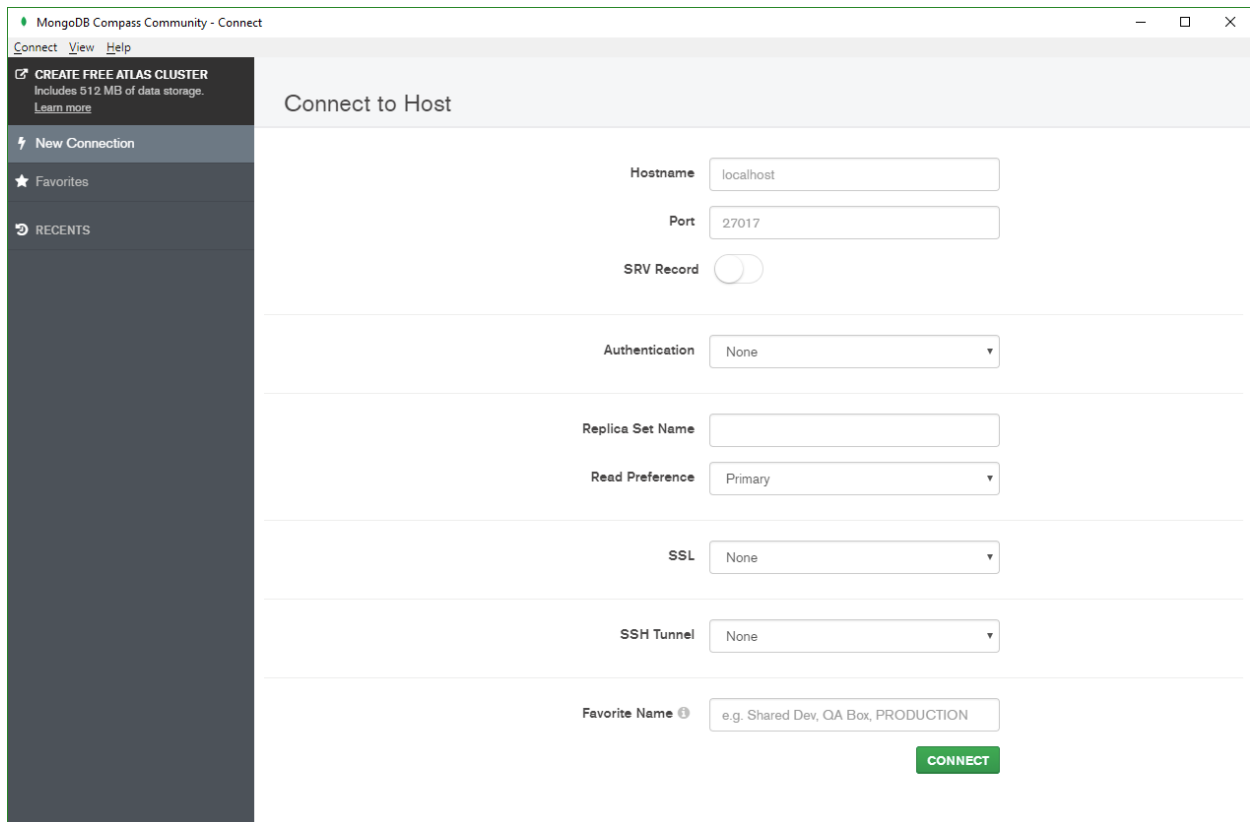 MongoDB Compass Community - Connect
Connect View Help
CREATE FREE ATLAS CLUSTER
Includes 512 MB of data storage.
Learn more
New Connection
Favorites
RECENTS
Connect to Host
Hostname localhost
Port 27017
SRV Record
Authentication None
Replica Set Name
Read Preference Primary
SSL None
SSH Tunnel None
Favorite Name e.g. Shared Dev, QA Box, PRODUCTION
CONNECT